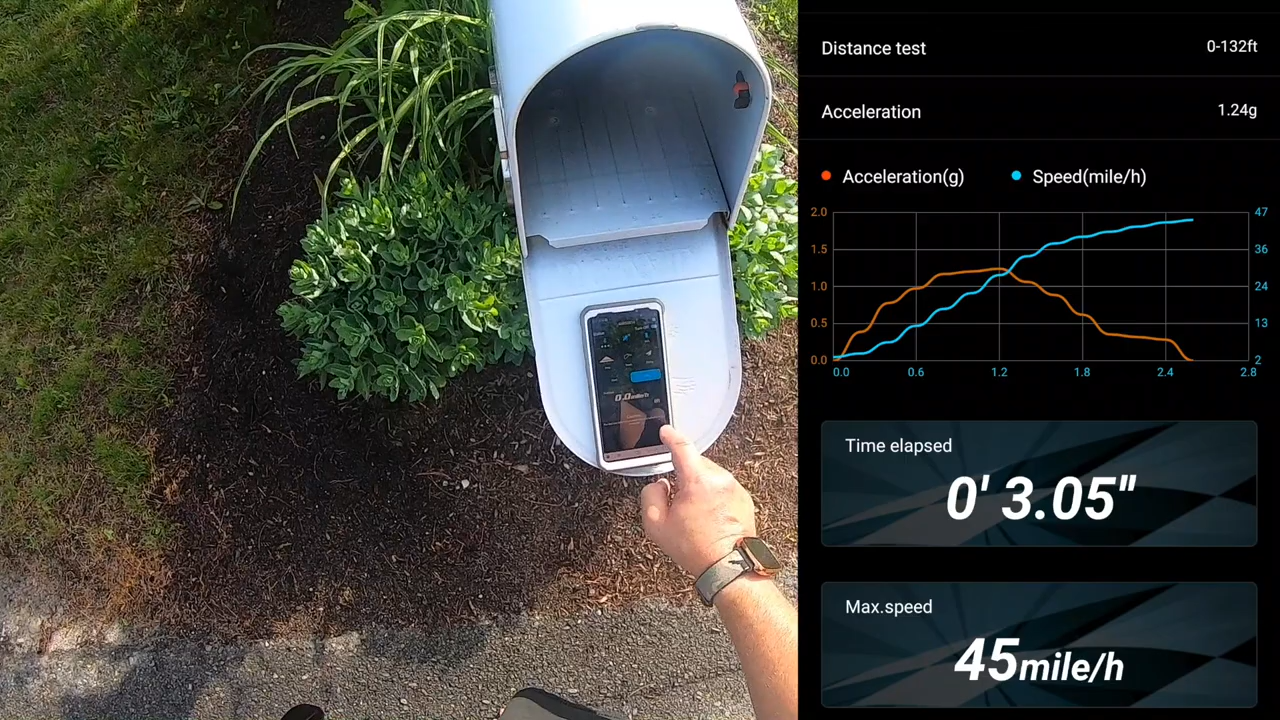 Distance test 0-132ft
Acceleration 1.24g
Acceleration(g) Speed(mile/h)
2.0 47
1.5 36
1.0 24
0.5 13
0.0 2
0.0 0.6 1.2 1.8 2.4 2.8
Time elapsed
0' 3.05"
Max.speed
45mile/h
0.0mile/h